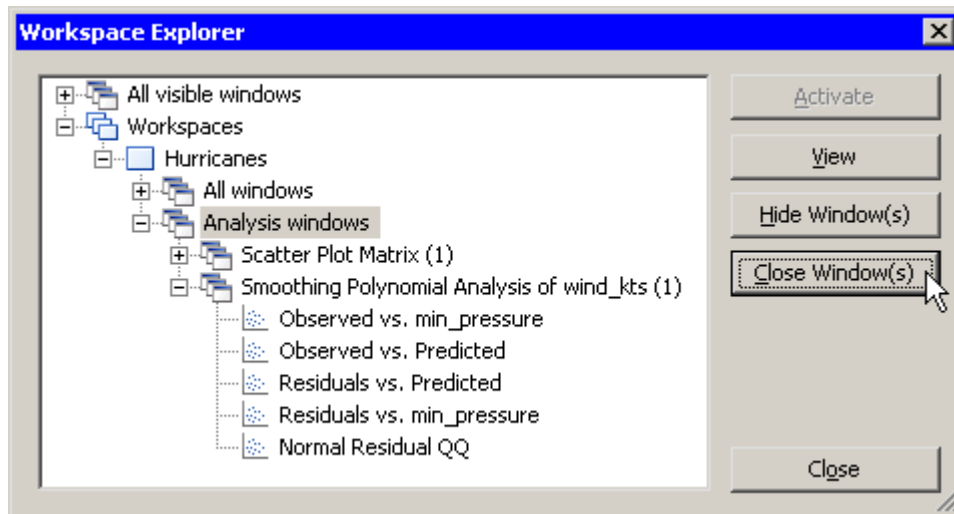 Workspace Explorer
All visible windows
Workspaces
Hurricanes
All windows
Analysis windows
Scatter Plot Matrix (1)
Smoothing Polynomial Analysis of wind_kts (1)
Observed vs. min_pressure
Observed vs. Predicted
Residuals vs. Predicted
Residuals vs. min_pressure
Normal Residual QQ
Activate
View
Hide Window(s)
Close Window(s)
Close